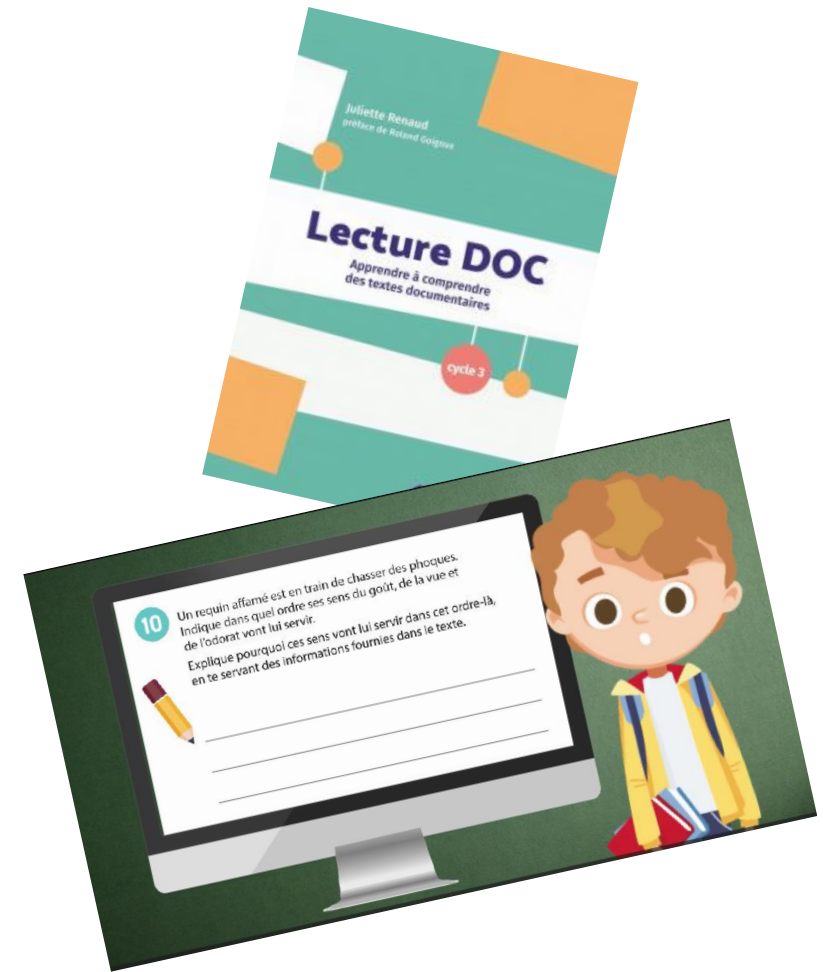 Juliette Renaud
préface de Roland Goigoux
Lecture DOC
Apprendre à comprendre
des textes documentaires
cycle 3
10
Un requin affamé est en train de chasser des phoques.
Indique dans quel ordre ses sens du goût, de la vue et
de l'odorat vont lui servir.
Explique pourquoi ces sens vont lui servir dans cet ordre-là,
en te servant des informations fournies dans le texte.